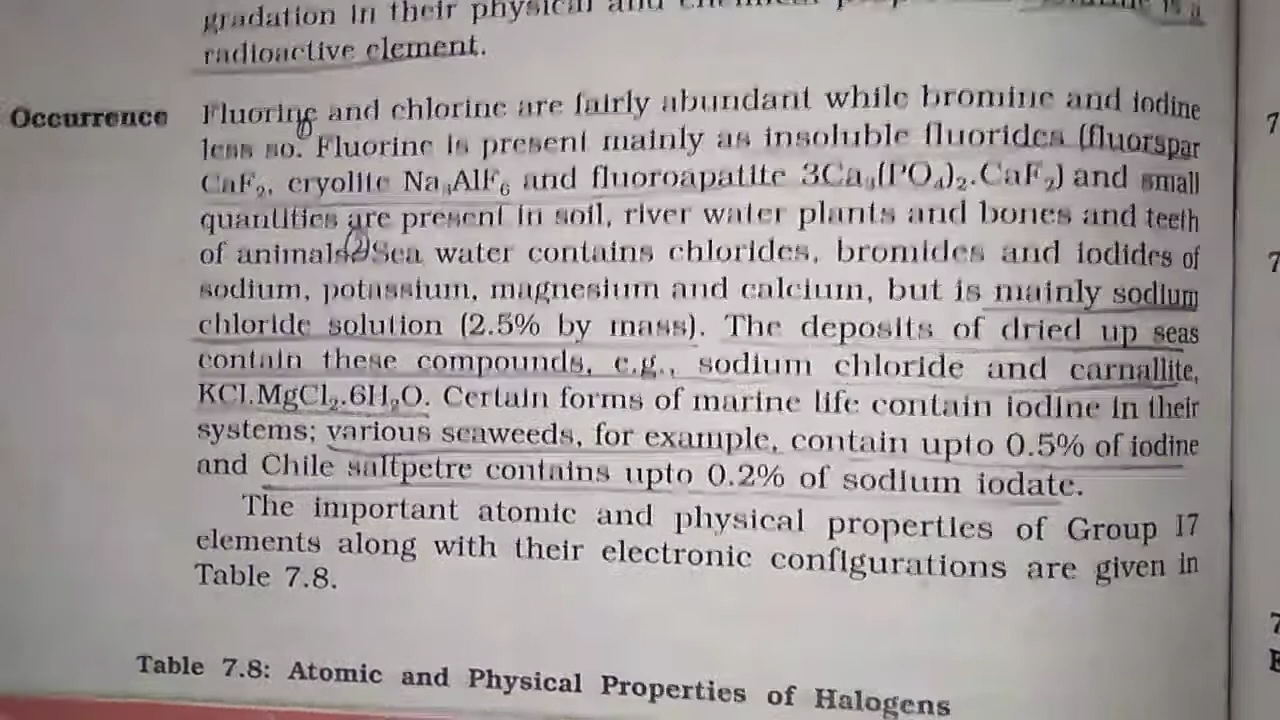 gradation in their physical and
radioactive element.
Occurrence Fluorine and chlorine are fairly abundant while bromine and iodine
less so. Fluorine is present mainly as insoluble fluorides (fluorspar
CaF₂, cryolite Na₃AlF₆ and fluoroapatite 3Ca₃(PO₄)₂.CaF₂) and small
quantities are present in soil, river water plants and bones and teeth
of animals. Sea water contains chlorides, bromides and iodides of
sodium, potassium, magnesium and calcium, but is mainly sodium
chloride solution (2.5% by mass). The deposits of dried up seas
contain these compounds, e.g., sodium chloride and carnallite,
KCl.MgCl₂.6H₂O. Certain forms of marine life contain iodine in their
systems; various seaweeds, for example, contain upto 0.5% of iodine
and Chile saltpetre contains upto 0.2% of sodium iodate.
The important atomic and physical properties of Group 17
elements along with their electronic configurations are given in
Table 7.8.
Table 7.8: Atomic and Physical Properties of Halogens